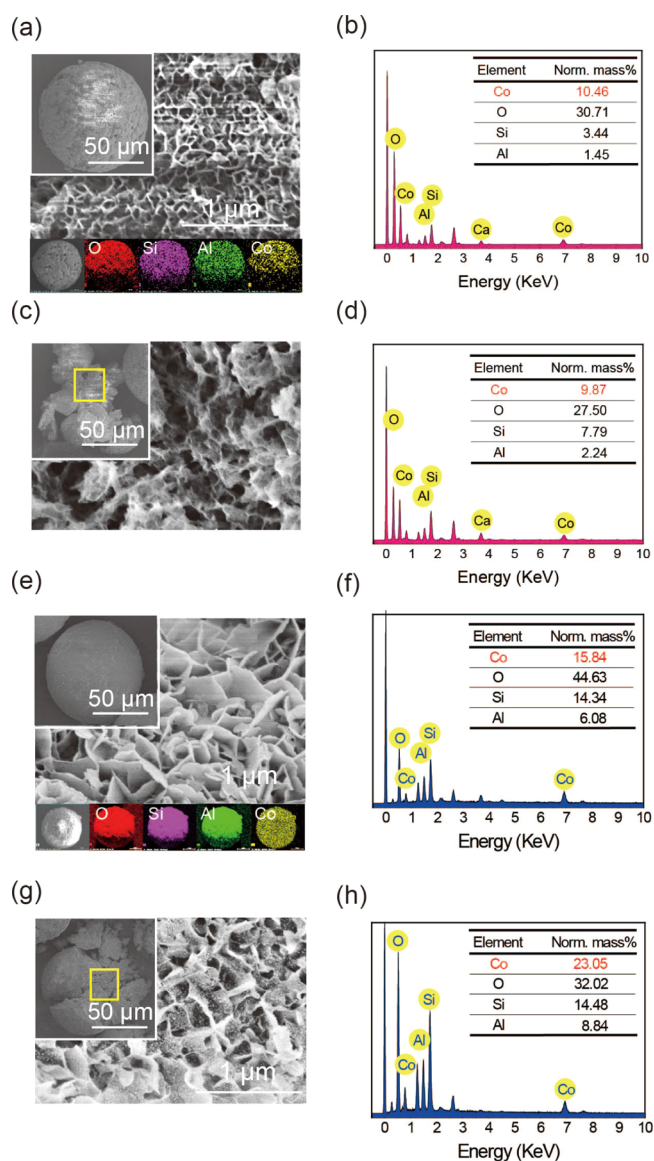 (a)
50 µm
1 µm
O Si Al Co
(b)
Element Norm. mass%
Co 10.46
O 30.71
Si 3.44
Al 1.45
O
Co
Si
Al
Ca
Co
0 1 2 3 4 5 6 7 8 9 10
Energy (KeV)
(c)
50 µm
(d)
Element Norm. mass%
Co 9.87
O 27.50
Si 7.79
Al 2.24
O
Co
Si
Al
Ca
Co
0 1 2 3 4 5 6 7 8 9 10
Energy (KeV)
(e)
50 µm
1 µm
O Si Al Co
(f)
Element Norm. mass%
Co 15.84
O 44.63
Si 14.34
Al 6.08
O
Co
Al
Si
Co
0 1 2 3 4 5 6 7 8 9 10
Energy (KeV)
(g)
50 µm
1 µm
(h)
Element Norm. mass%
Co 23.05
O 32.02
Si 14.48
Al 8.84
O
Si
Al
Co
Co
0 1 2 3 4 5 6 7 8 9 10
Energy (KeV)